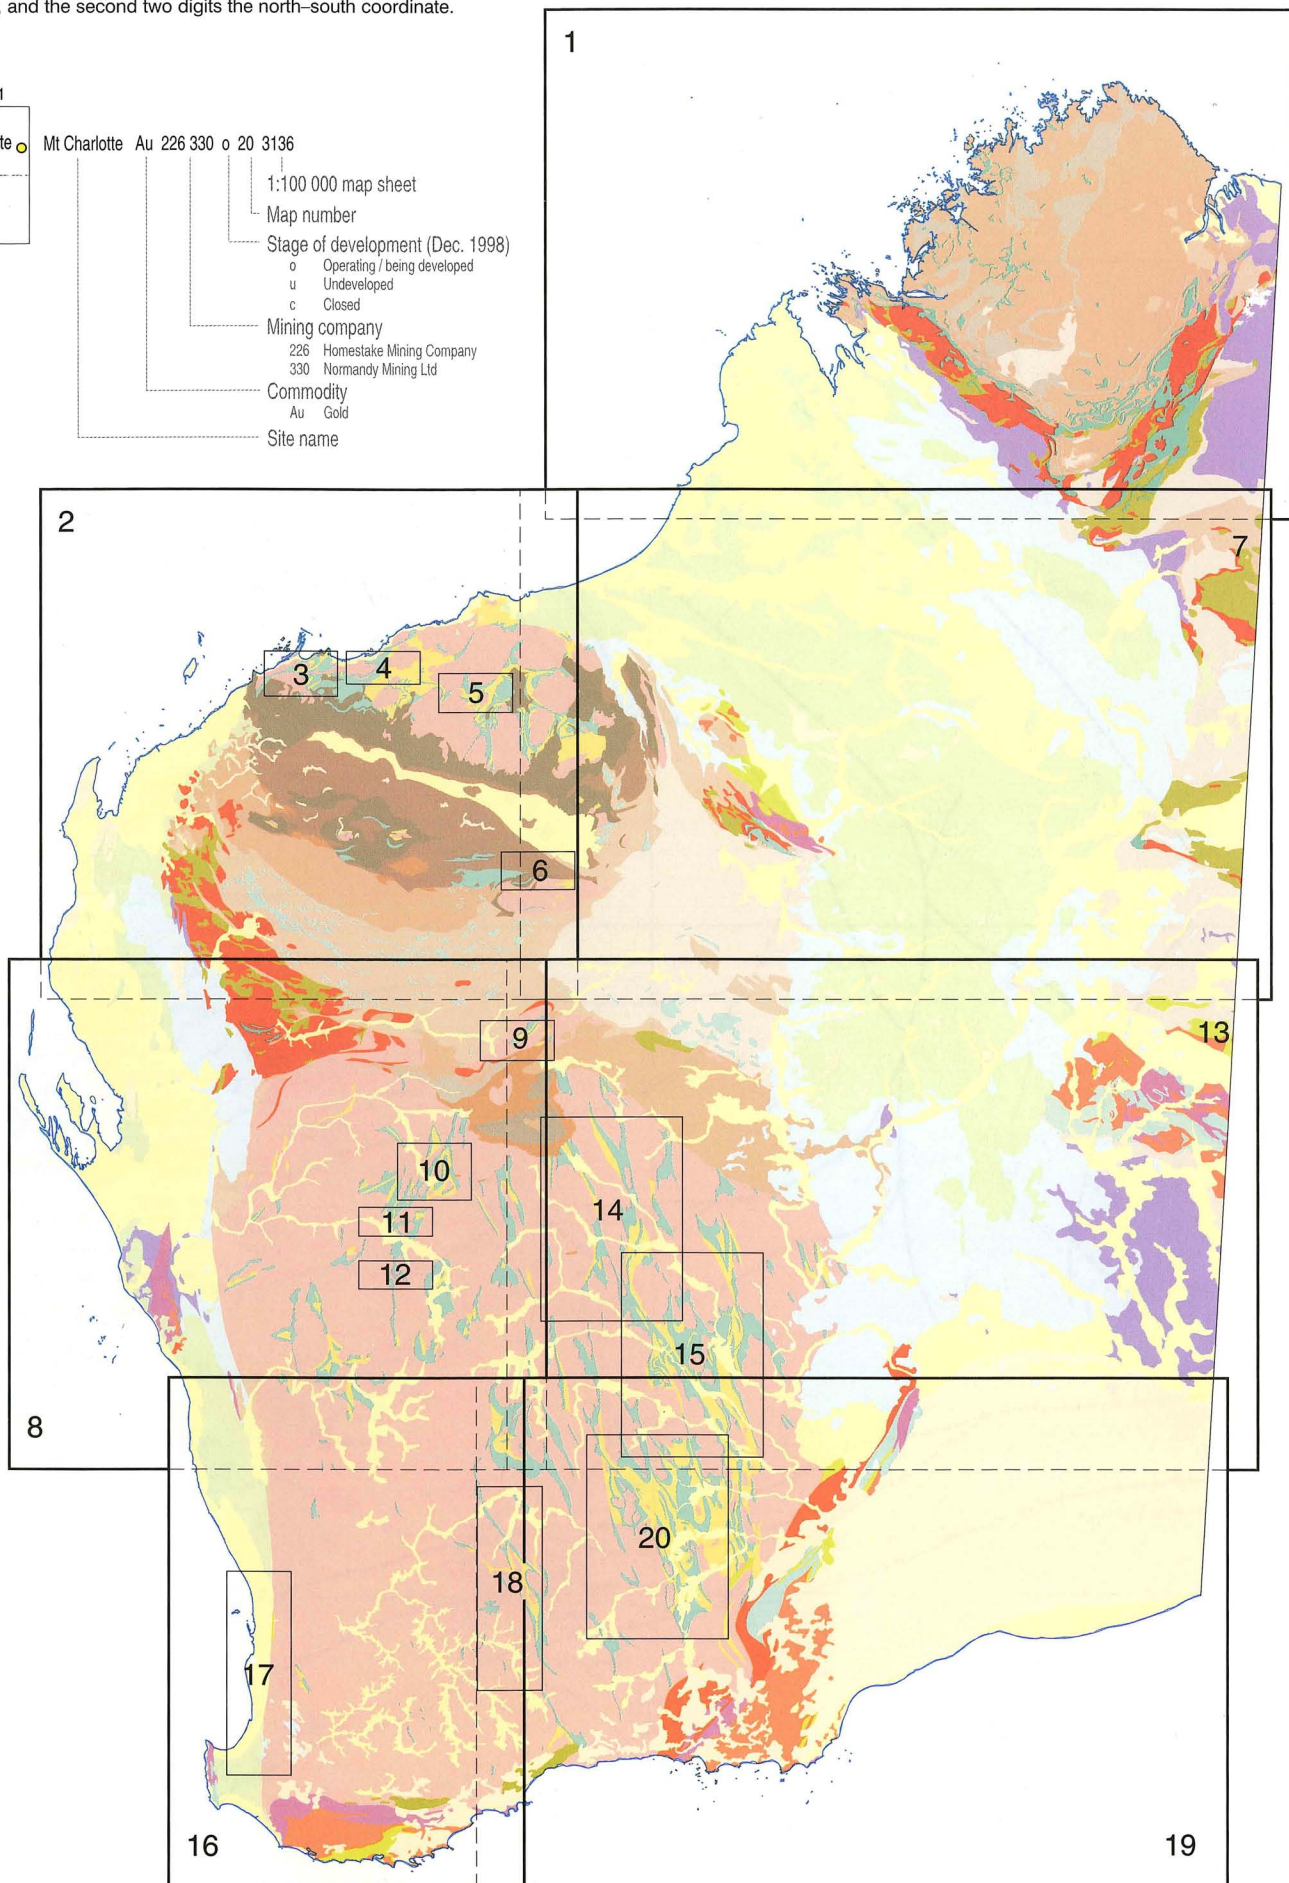 , and the second two digits the north–south coordinate.
1
1
te Mt Charlotte Au 226 330 o 20 3136
1:100 000 map sheet
Map number
Stage of development (Dec. 1998)
o Operating / being developed
u Undeveloped
c Closed
Mining company
226 Homestake Mining Company
330 Normandy Mining Ltd
Commodity
Au Gold
Site name
2
7
3
4
5
6
9
13
10
11
14
12
15
8
20
18
17
16
19